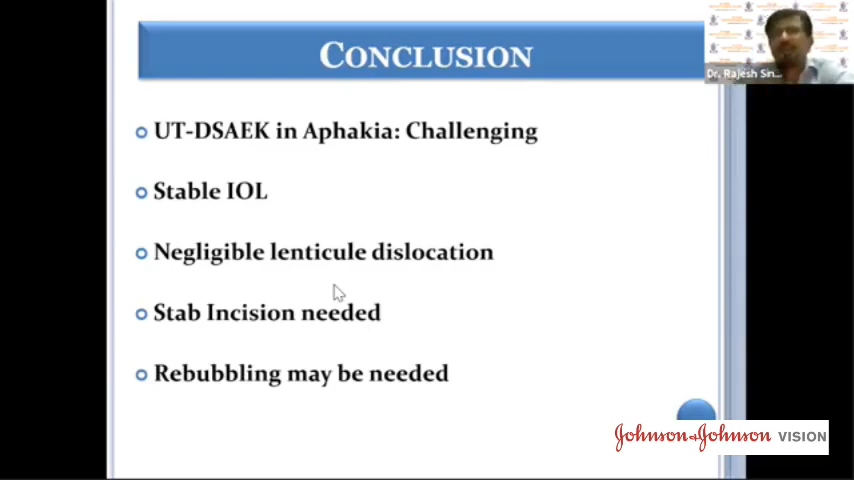 CONCLUSION
Dr. Rajesh Sin...
UT-DSAEK in Aphakia: Challenging
Stable IOL
Negligible lenticule dislocation
Stab Incision needed
Rebubbling may be needed
Johnson & Johnson VISION